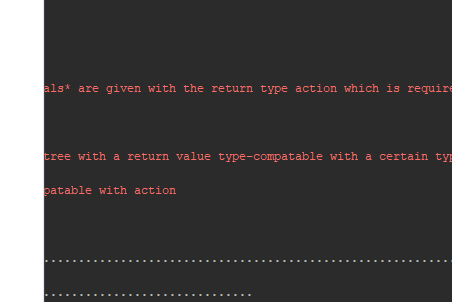 als* are given with the return type action which is require
tree with a return value type-compatable with a certain typ
patable with action
...........................................................
..............................